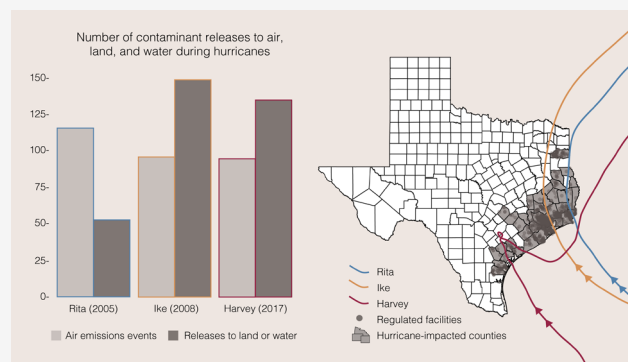 Number of contaminant releases to air,
land, and water during hurricanes
150-
125-
100-
75-
50-
25-
0-
Rita (2005)
Ike (2008)
Harvey (2017)
Air emissions events
Releases to land or water
Rita
Ike
Harvey
Regulated facilities
Hurricane-impacted counties